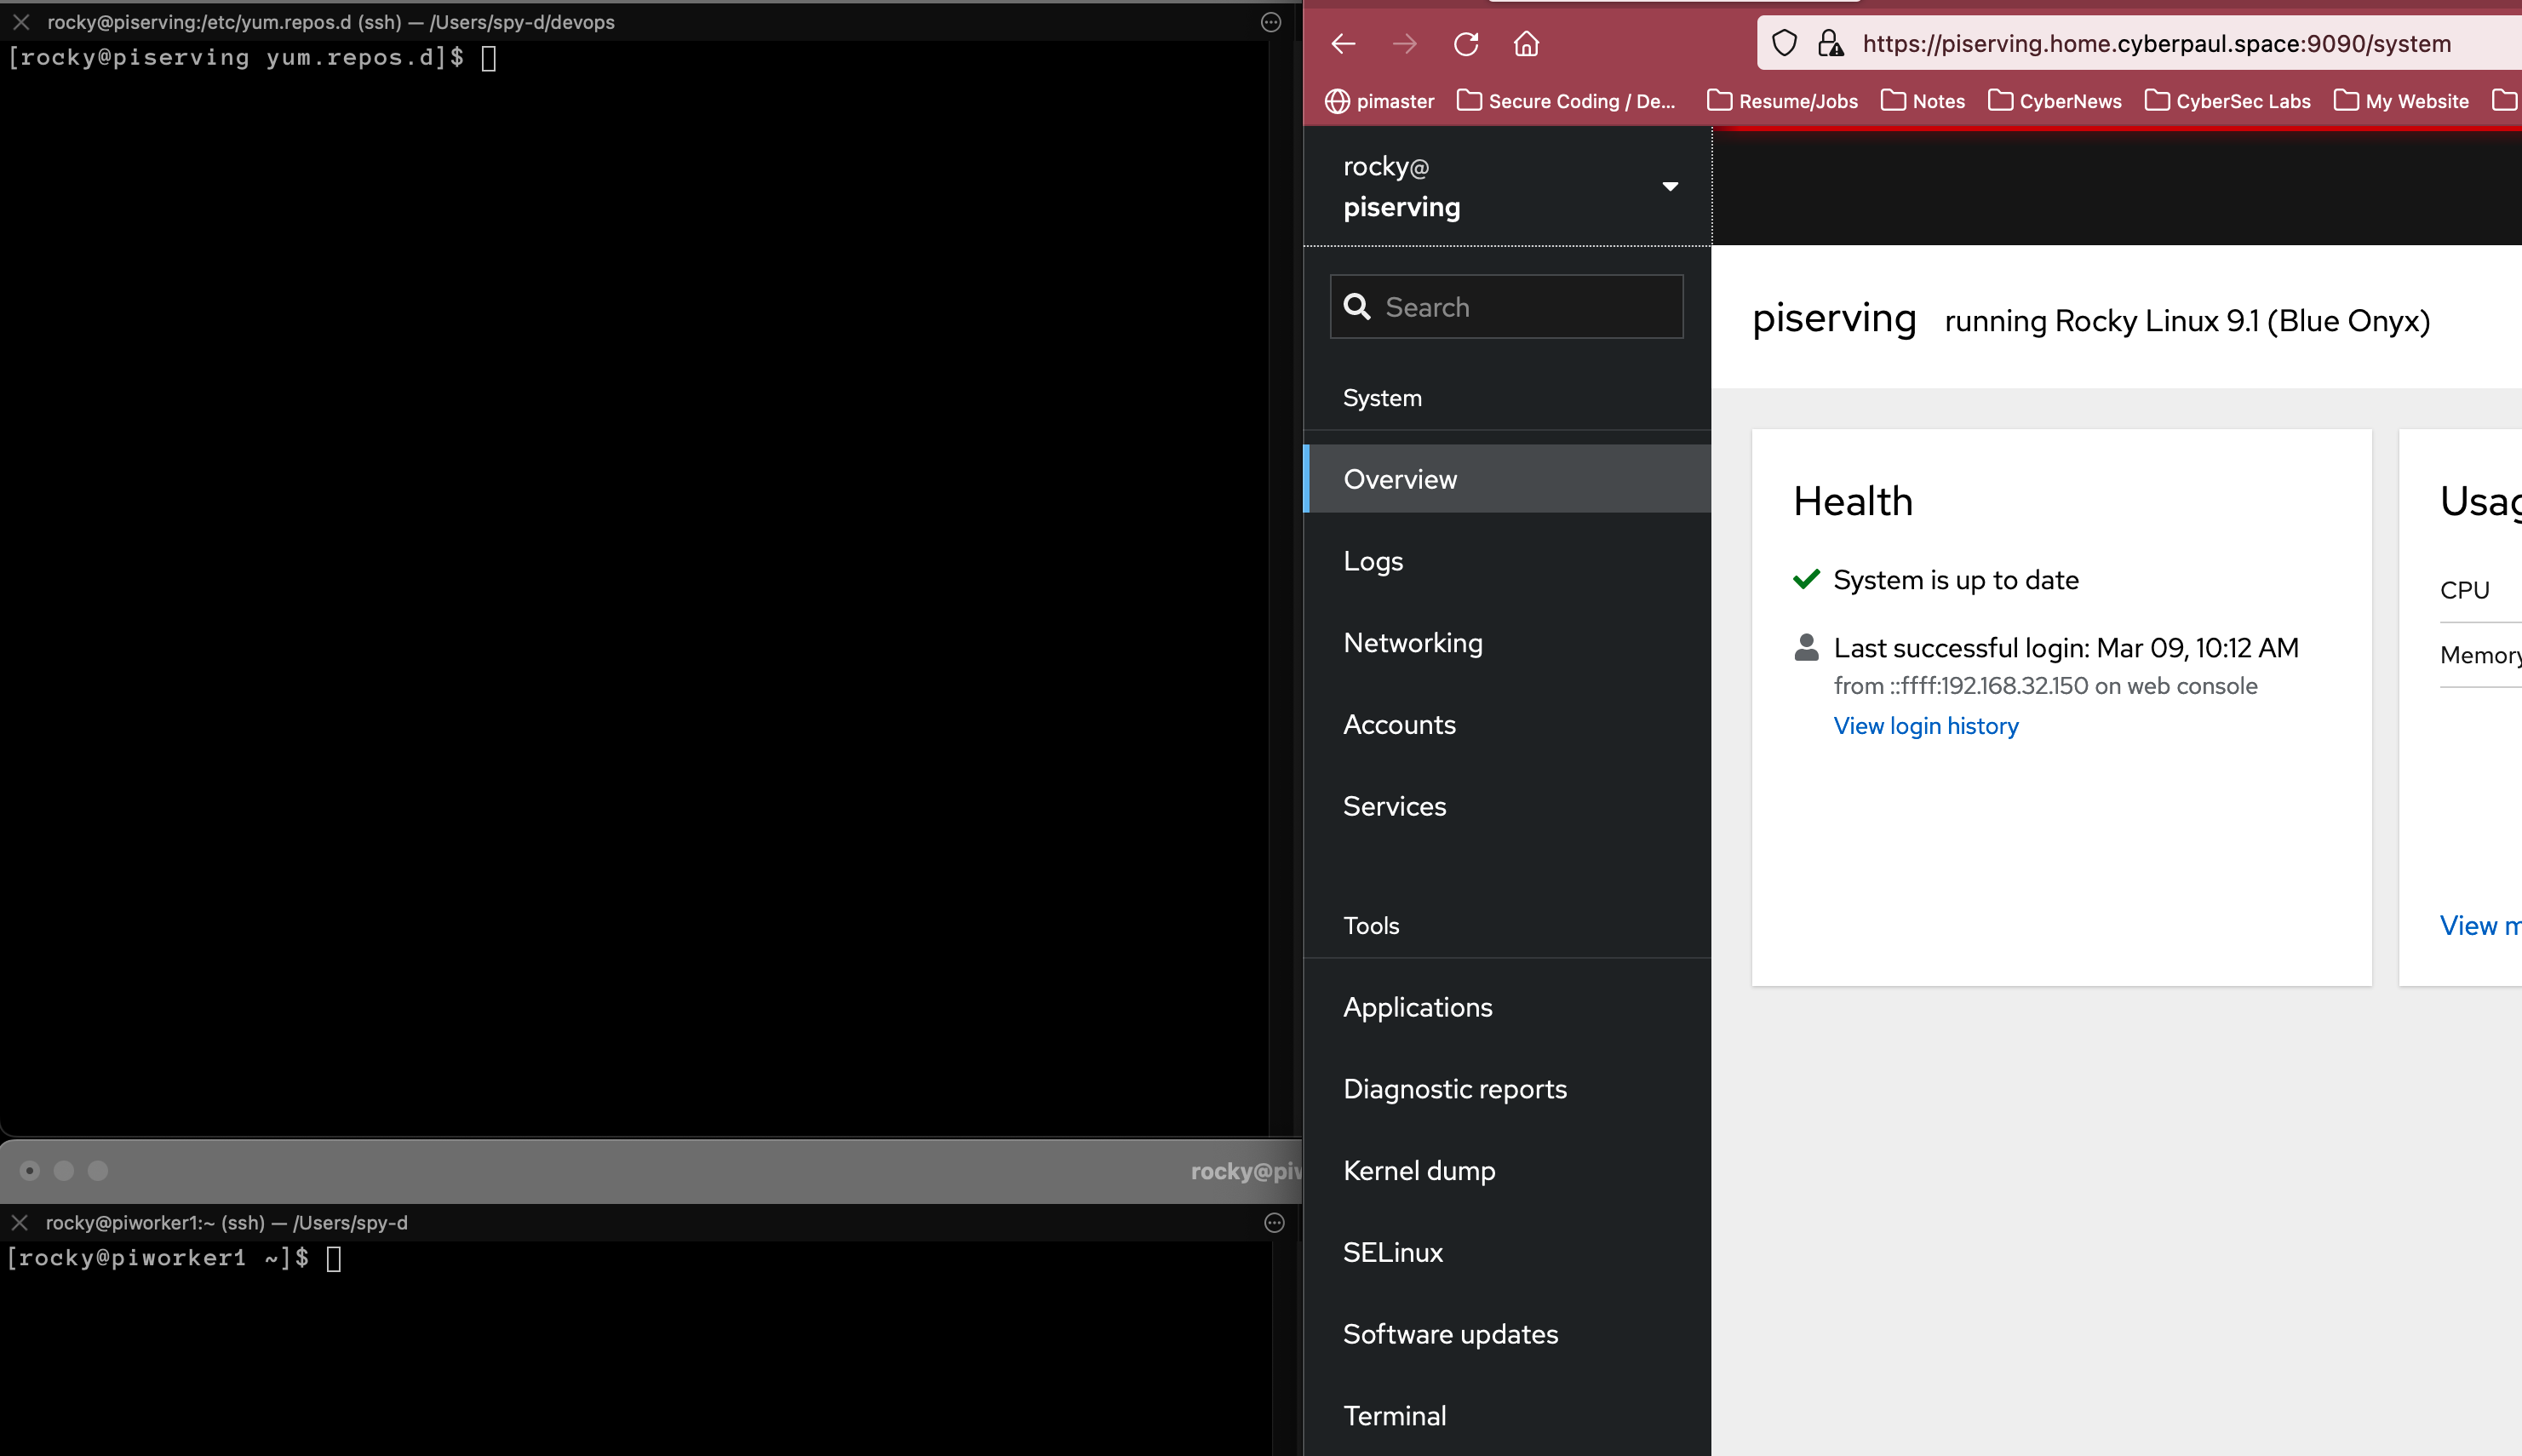 rocky@piserving:/etc/yum.repos.d (ssh) — /Users/spy-d/devops
[rocky@piserving yum.repos.d]$
rocky@piv
rocky@piworker1:~ (ssh) — /Users/spy-d
[rocky@piworker1 ~]$
https://piserving.home.cyberpaul.space:9090/system
pimaster Secure Coding / De... Resume/Jobs Notes CyberNews CyberSec Labs My Website
rocky@
piserving
Search
System
Overview
Logs
Networking
Accounts
Services
Tools
Applications
Diagnostic reports
Kernel dump
SELinux
Software updates
Terminal
piserving running Rocky Linux 9.1 (Blue Onyx)
Health
System is up to date
Last successful login: Mar 09, 10:12 AM
from ::ffff:192.168.32.150 on web console
View login history
Usag
CPU
Memory
View m